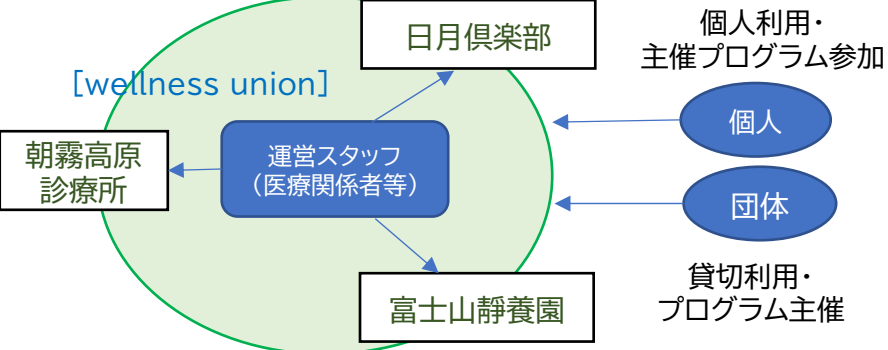 日月倶楽部
個人利用・
主催プログラム参加
[wellness union]
個人
朝霧高原
診療所
運営スタッフ
（医療関係者等）
団体
富士山靜養園
貸切利用・
プログラム主催